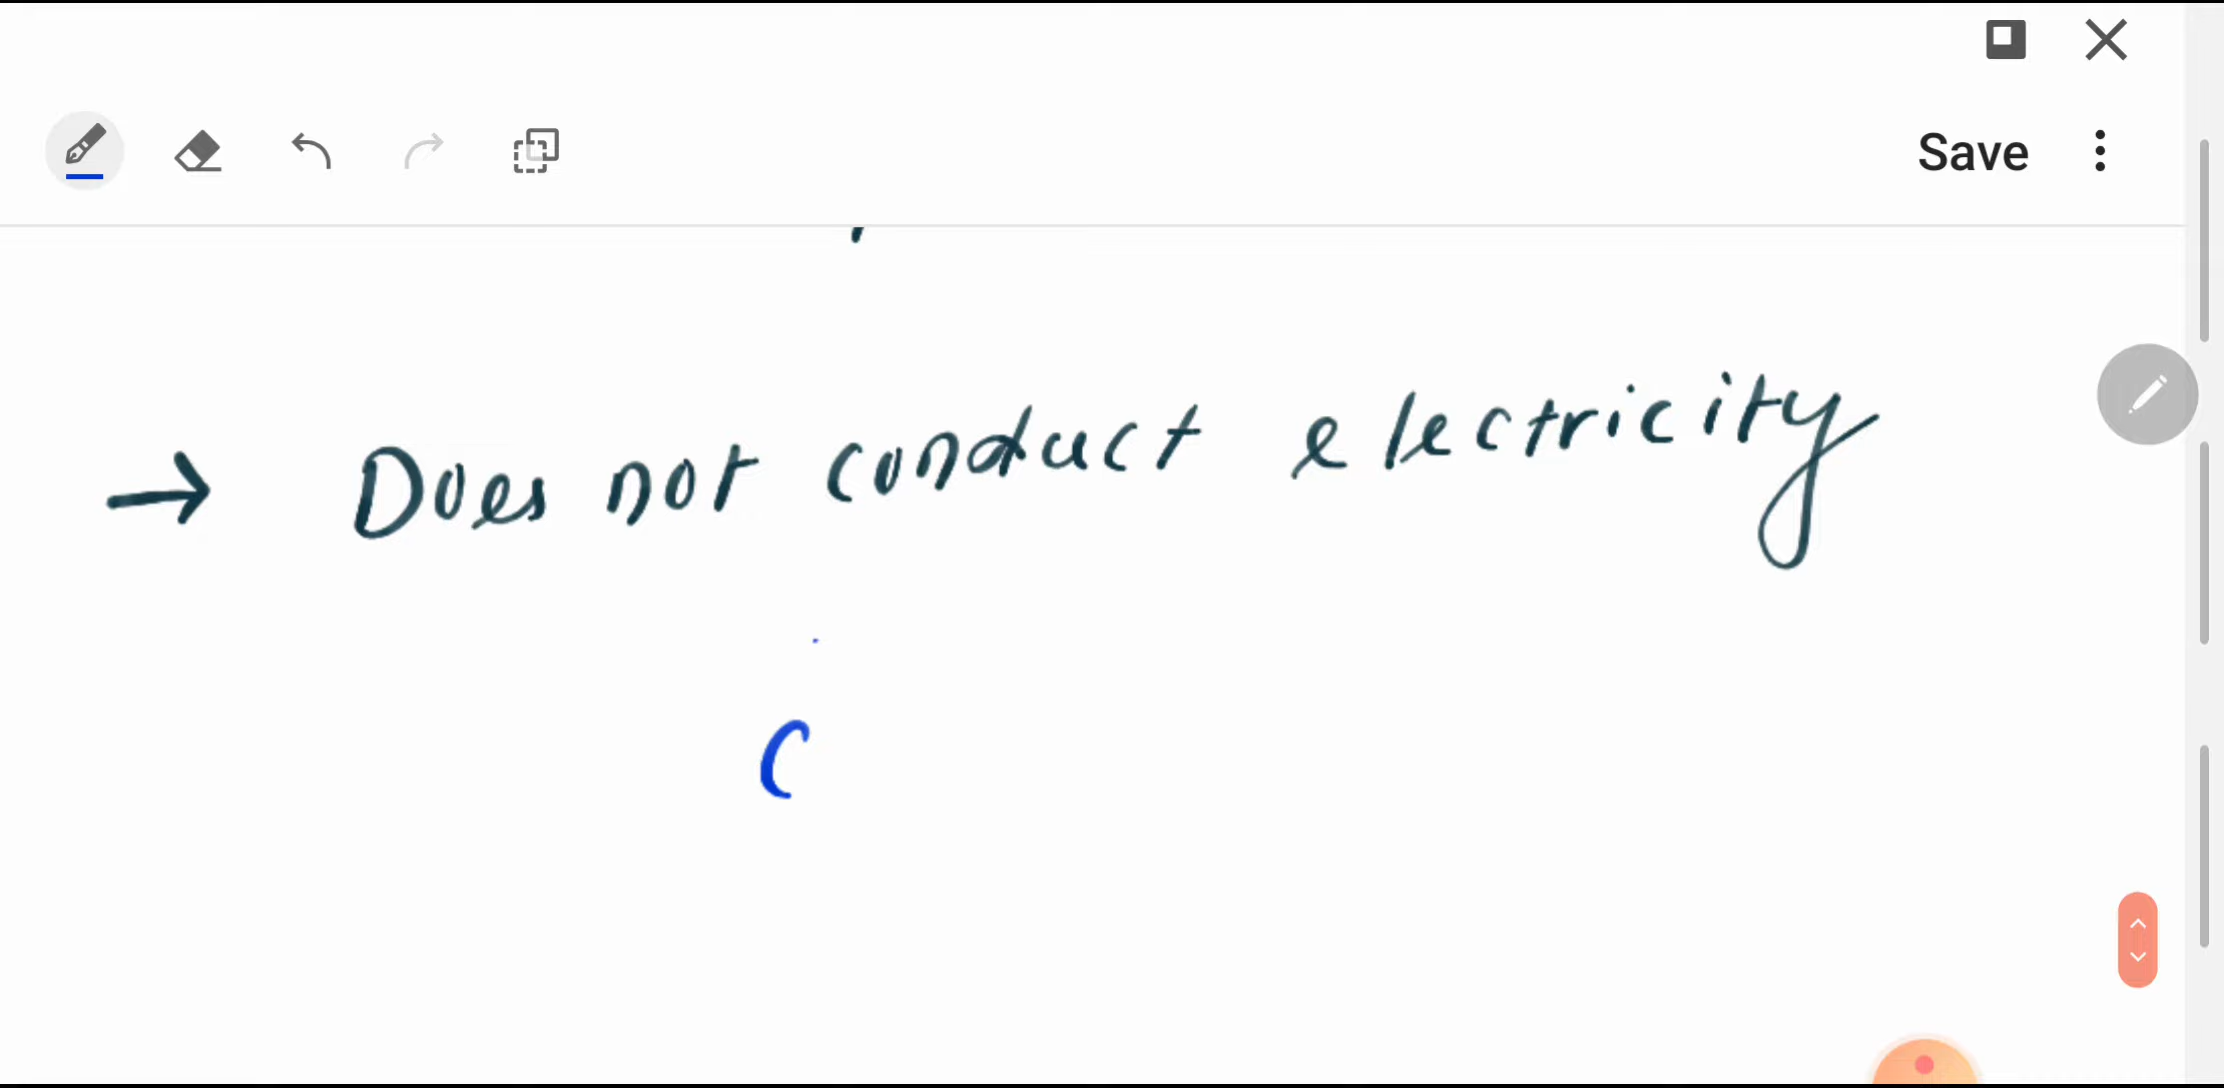 Save
→ Does not conduct electricity
C